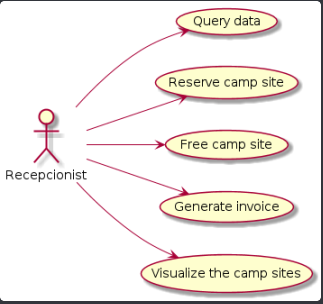 Query data
Reserve camp site
Free camp site
Recepcionist
Generate invoice
Visualize the camp sites